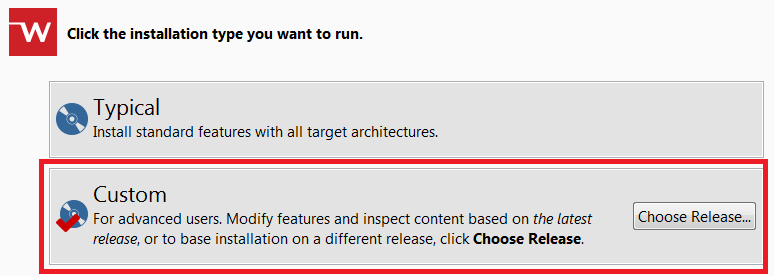 W
Click the installation type you want to run.
Typical
Install standard features with all target architectures.
Custom
For advanced users. Modify features and inspect content based on the latest
release, or to base installation on a different release, click Choose Release.
Choose Release...